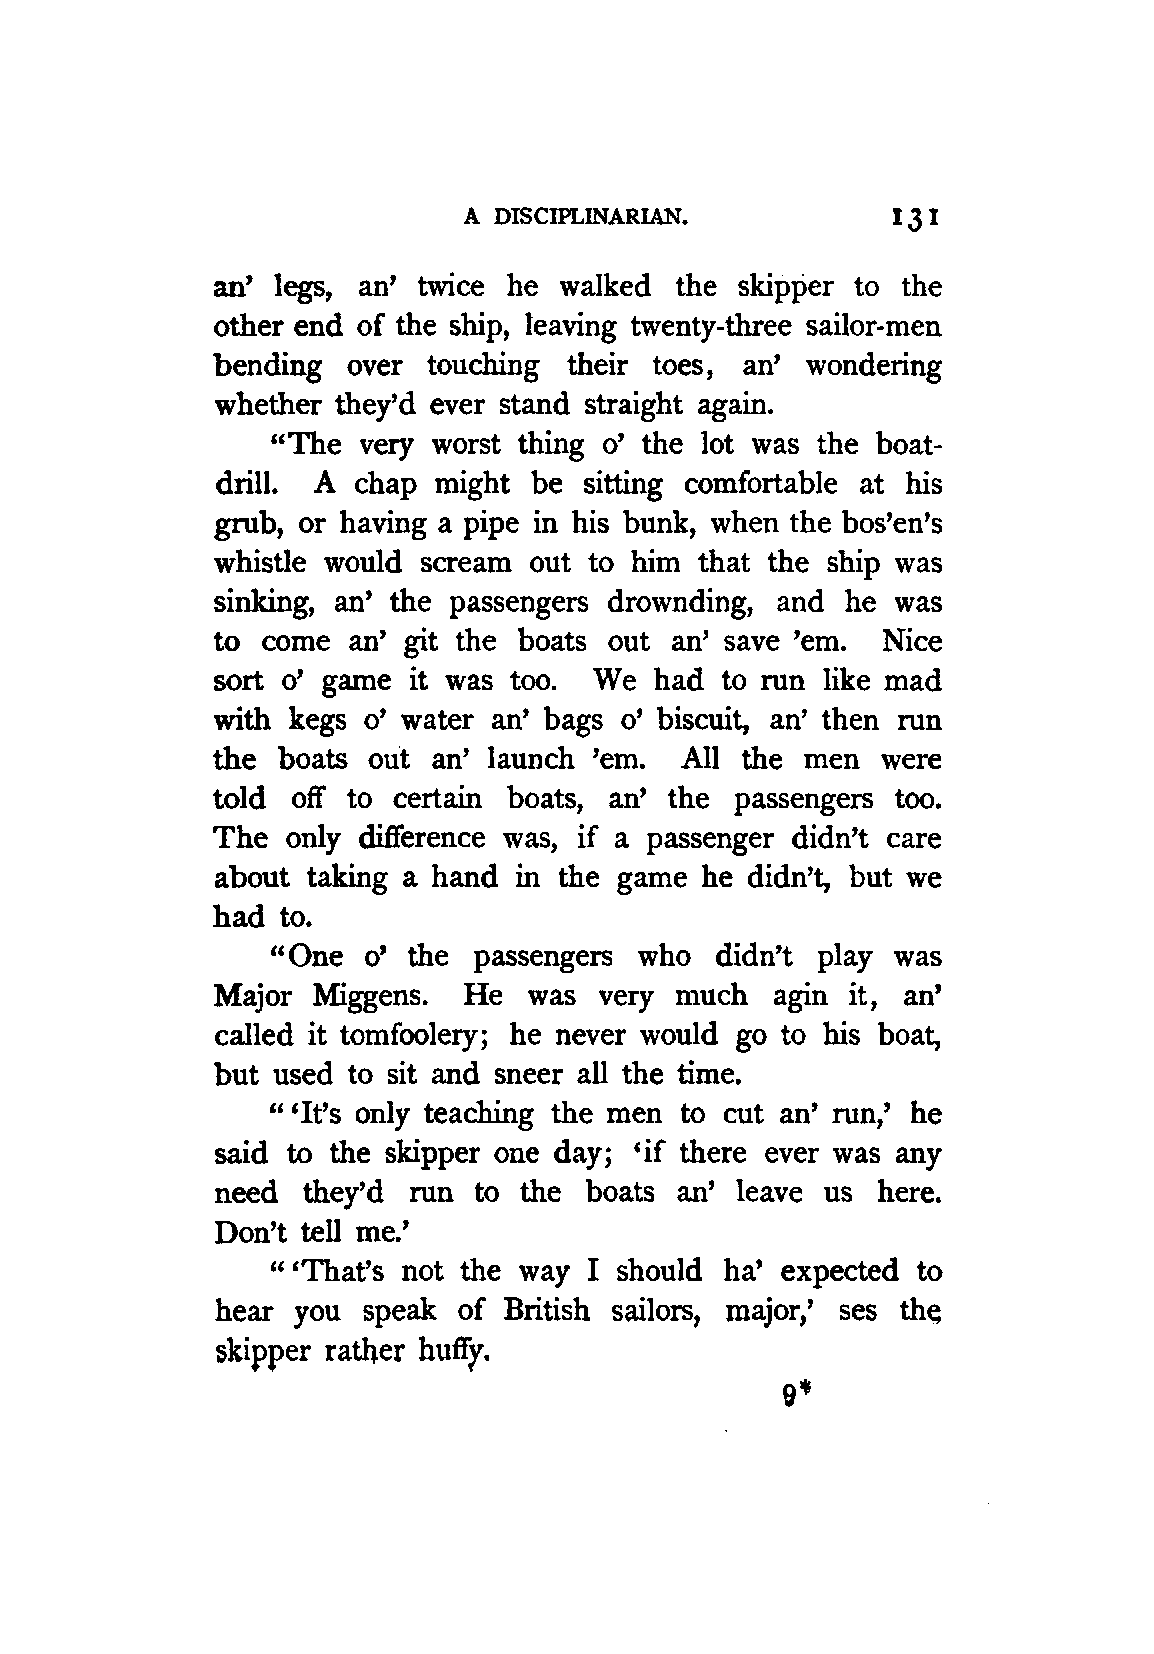 A DISCIPLINARIAN. 131
an' legs, an' twice he walked the skipper to the
other end of the ship, leaving twenty-three sailor-men
bending over touching their toes, an' wondering
whether they'd ever stand straight again.
“The very worst thing o' the lot was the boat-
drill. A chap might be sitting comfortable at his
grub, or having a pipe in his bunk, when the bos'en's
whistle would scream out to him that the ship was
sinking, an' the passengers drownding, and he was
to come an' git the boats out an' save 'em. Nice
sort o' game it was too. We had to run like mad
with kegs o' water an' bags o' biscuit, an' then run
the boats out an' launch 'em. All the men were
told off to certain boats, an' the passengers too.
The only difference was, if a passenger didn't care
about taking a hand in the game he didn't, but we
had to.
“One o' the passengers who didn't play was
Major Miggens. He was very much agin it, an'
called it tomfoolery; he never would go to his boat,
but used to sit and sneer all the time.
“ ‘It's only teaching the men to cut an' run,’ he
said to the skipper one day; ‘if there ever was any
need they'd run to the boats an' leave us here.
Don't tell me.’
“ ‘That's not the way I should ha' expected to
hear you speak of British sailors, major,’ ses the
skipper rather huffy.
9*